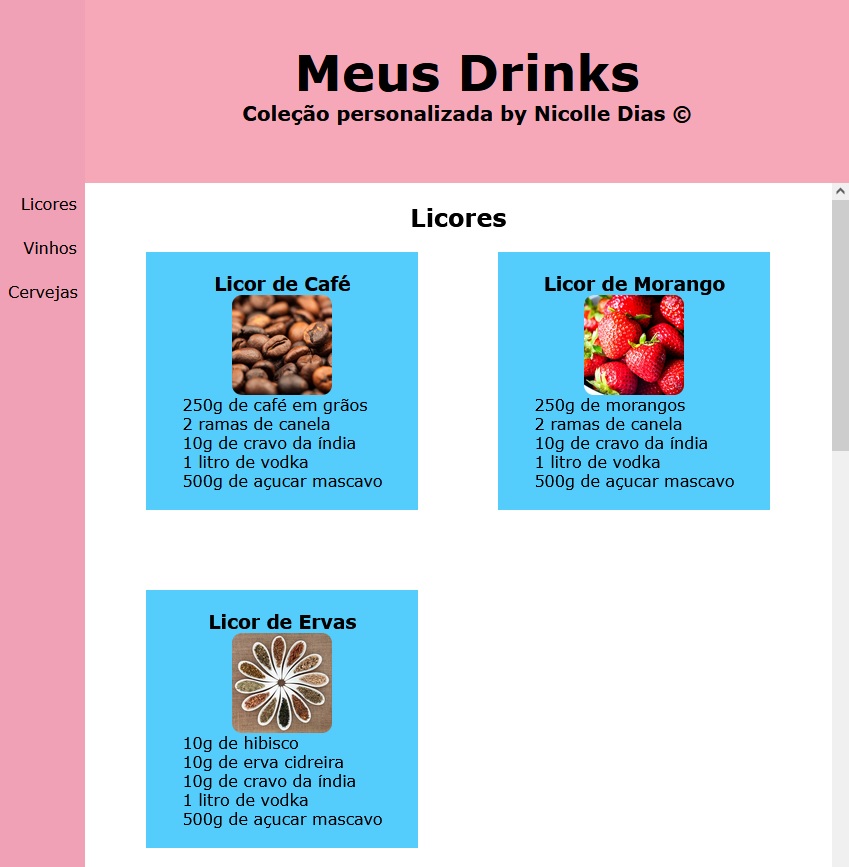 Meus Drinks
Coleção personalizada by Nicolle Dias ©
Licores
Vinhos
Cervejas
Licores
Licor de Café
250g de café em grãos
2 ramas de canela
10g de cravo da índia
1 litro de vodka
500g de açucar mascavo
Licor de Morango
250g de morangos
2 ramas de canela
10g de cravo da índia
1 litro de vodka
500g de açucar mascavo
Licor de Ervas
10g de hibisco
10g de erva cidreira
10g de cravo da índia
1 litro de vodka
500g de açucar mascavo